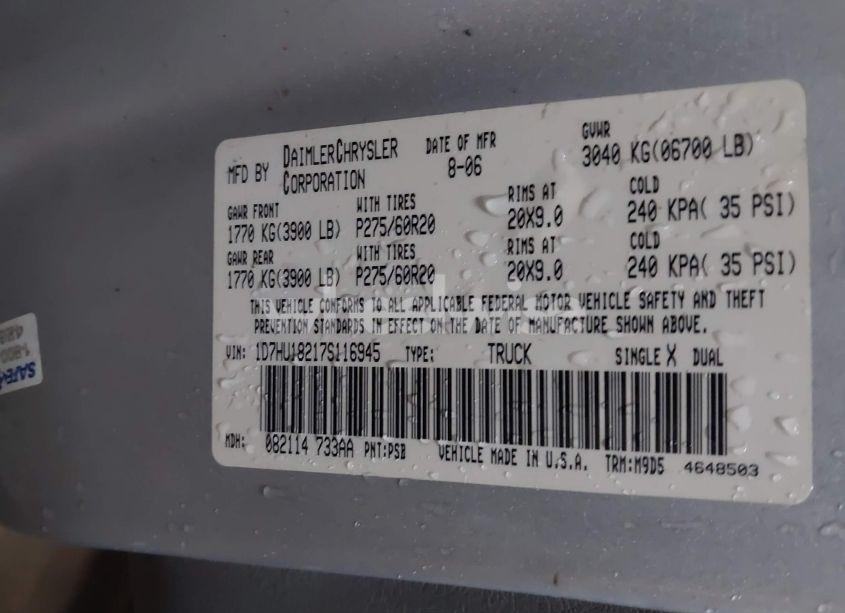 MFD BY DAIMLERCHRYSLER CORPORATION DATE OF MFR 8-06 GVWR 3040 KG(06700 LB)
GAWR FRONT WITH TIRES RIMS AT COLD
1770 KG(3900 LB) P275/60R20 20X9.0 240 KPA( 35 PSI)
GAWR REAR WITH TIRES RIMS AT COLD
1770 KG(3900 LB) P275/60R20 20X9.0 240 KPA( 35 PSI)
THIS VEHICLE CONFORMS TO ALL APPLICABLE FEDERAL MOTOR VEHICLE SAFETY AND THEFT
PREVENTION STANDARDS IN EFFECT ON THE DATE OF MANUFACTURE SHOWN ABOVE.
VIN: 1D7HU18217S116945 TYPE: TRUCK SINGLE X DUAL
MDH: 082114 733AA PNT:PSB VEHICLE MADE IN U.S.A. TRM:M9D5 4648503